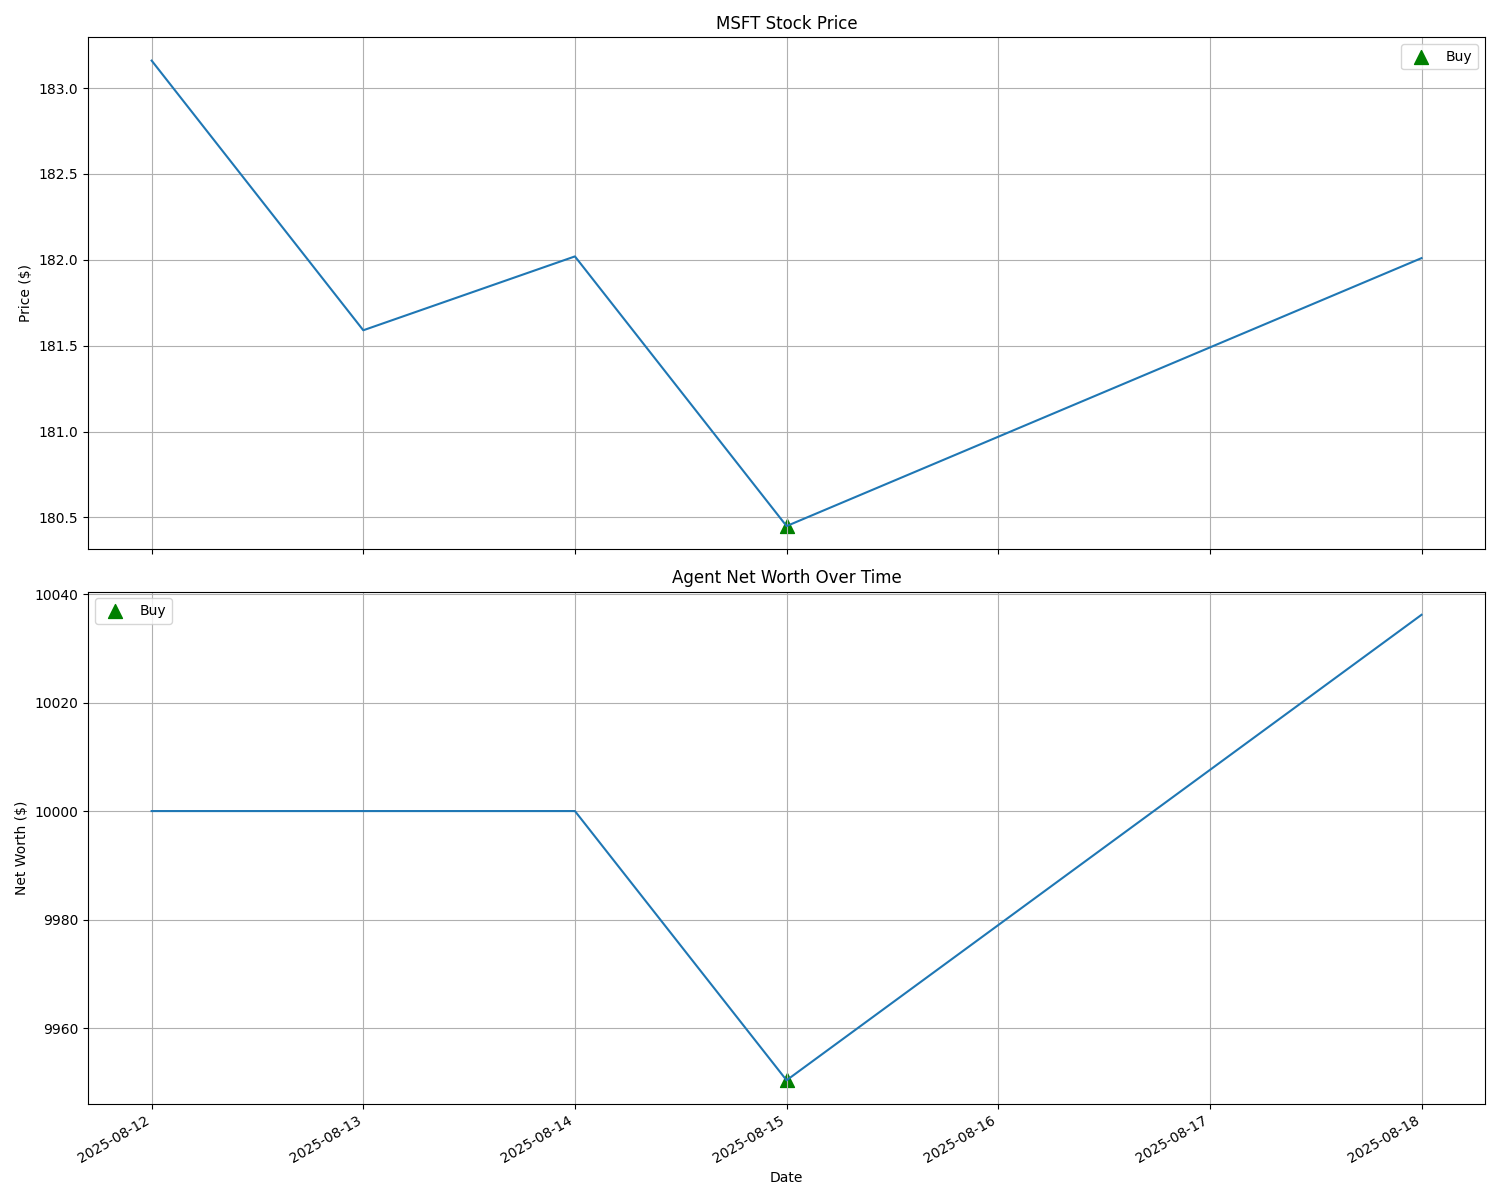 MSFT Stock Price
Buy
183.0
182.5
182.0
181.5
181.0
180.5
Price ($)
Agent Net Worth Over Time
Buy
10040
10020
10000
9980
9960
Net Worth ($)
2025-08-12
2025-08-13
2025-08-14
2025-08-15
2025-08-16
2025-08-17
2025-08-18
Date